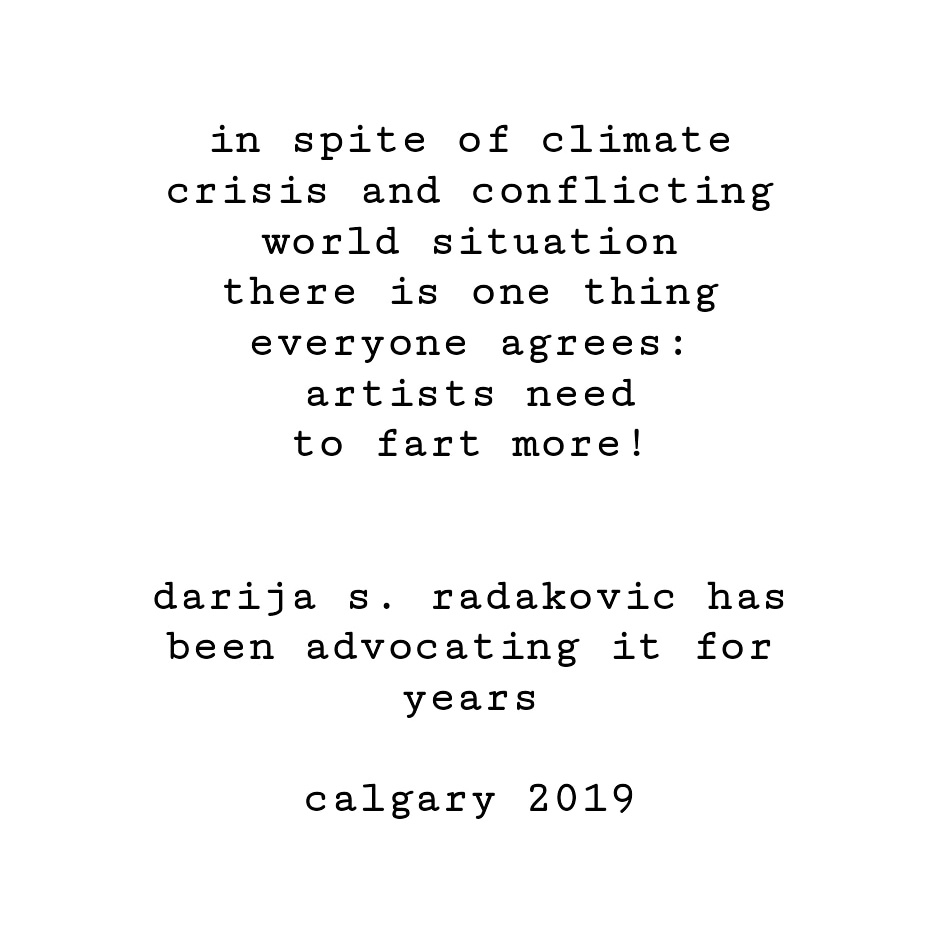 in spite of climate
crisis and conflicting
world situation
there is one thing
everyone agrees:
artists need
to fart more!
darija s. radakovic has
been advocating it for
years
calgary 2019